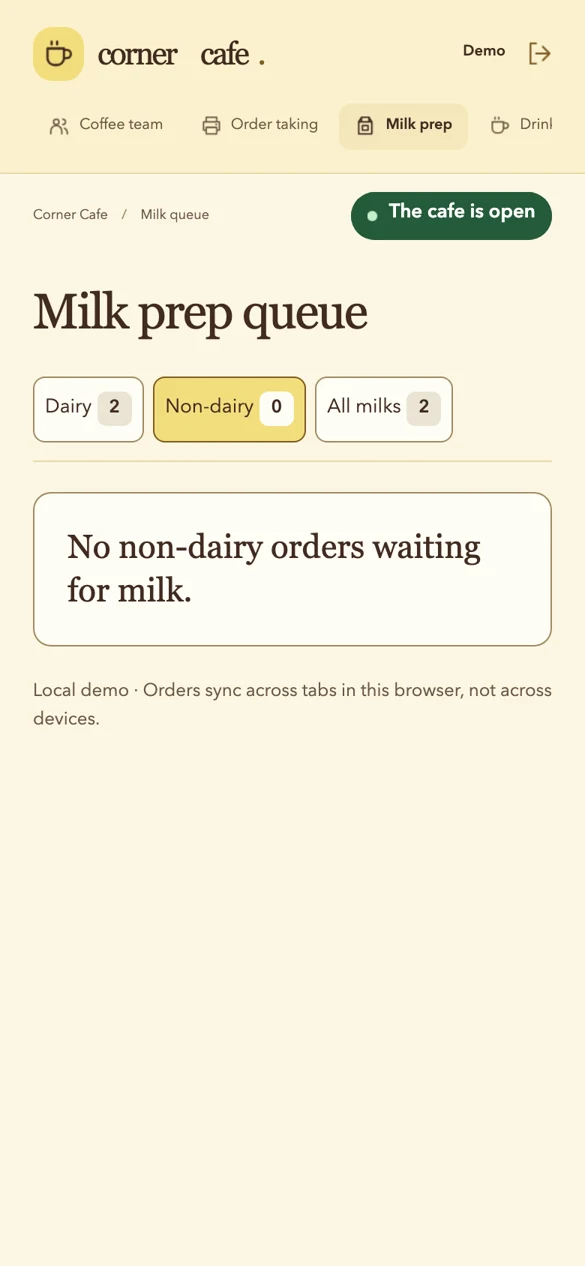 corner cafe .
Demo
Coffee team
Order taking
Milk prep
Drin
Corner Cafe / Milk queue
The cafe is open
Milk prep queue
Dairy 2
Non-dairy 0
All milks 2
No non-dairy orders waiting
for milk.
Local demo · Orders sync across tabs in this browser, not across
devices.